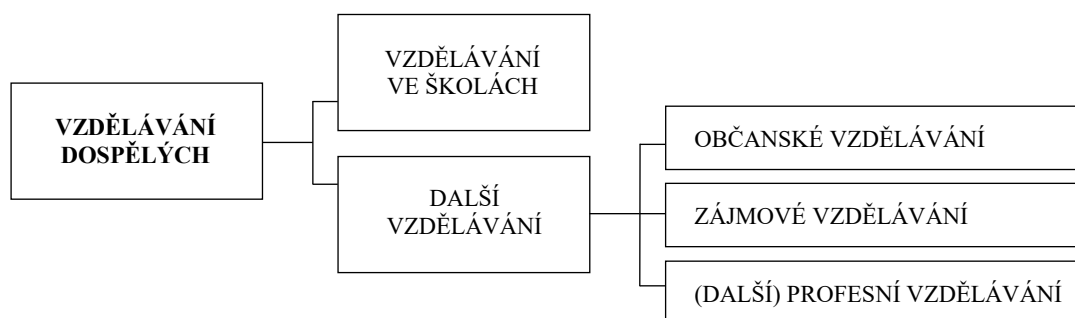 VZDĚLÁVÁNÍ
DOSPĚLÝCH
VZDĚLÁVÁNÍ
VE ŠKOLÁCH
DALŠÍ
VZDĚLÁVÁNÍ
OBČANSKÉ VZDĚLÁVÁNÍ
ZÁJMOVÉ VZDĚLÁVÁNÍ
(DALŠÍ) PROFESNÍ VZDĚLÁVÁNÍ